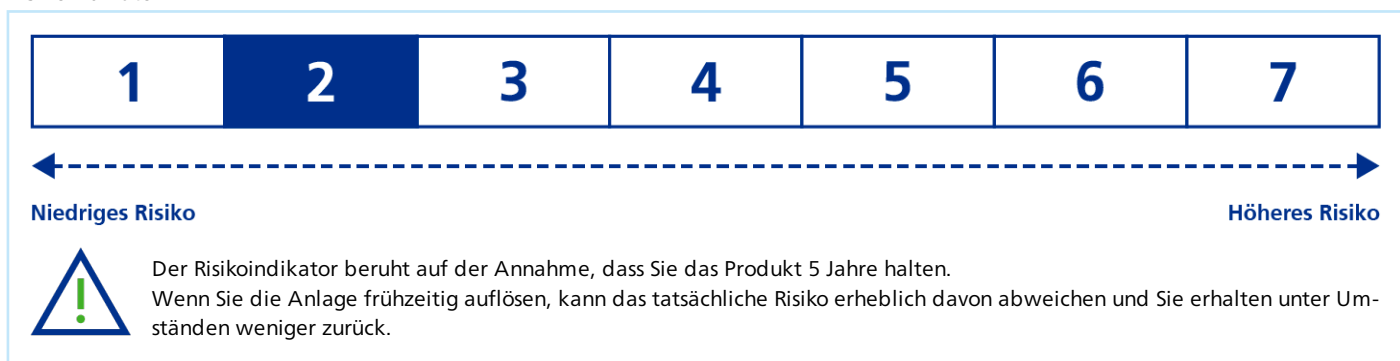 1 2 3 4 5 6 7
Niedriges Risiko Höheres Risiko
Der Risikoindikator beruht auf der Annahme, dass Sie das Produkt 5 Jahre halten.
Wenn Sie die Anlage frühzeitig auflösen, kann das tatsächliche Risiko erheblich davon abweichen und Sie erhalten unter Um-
ständen weniger zurück.